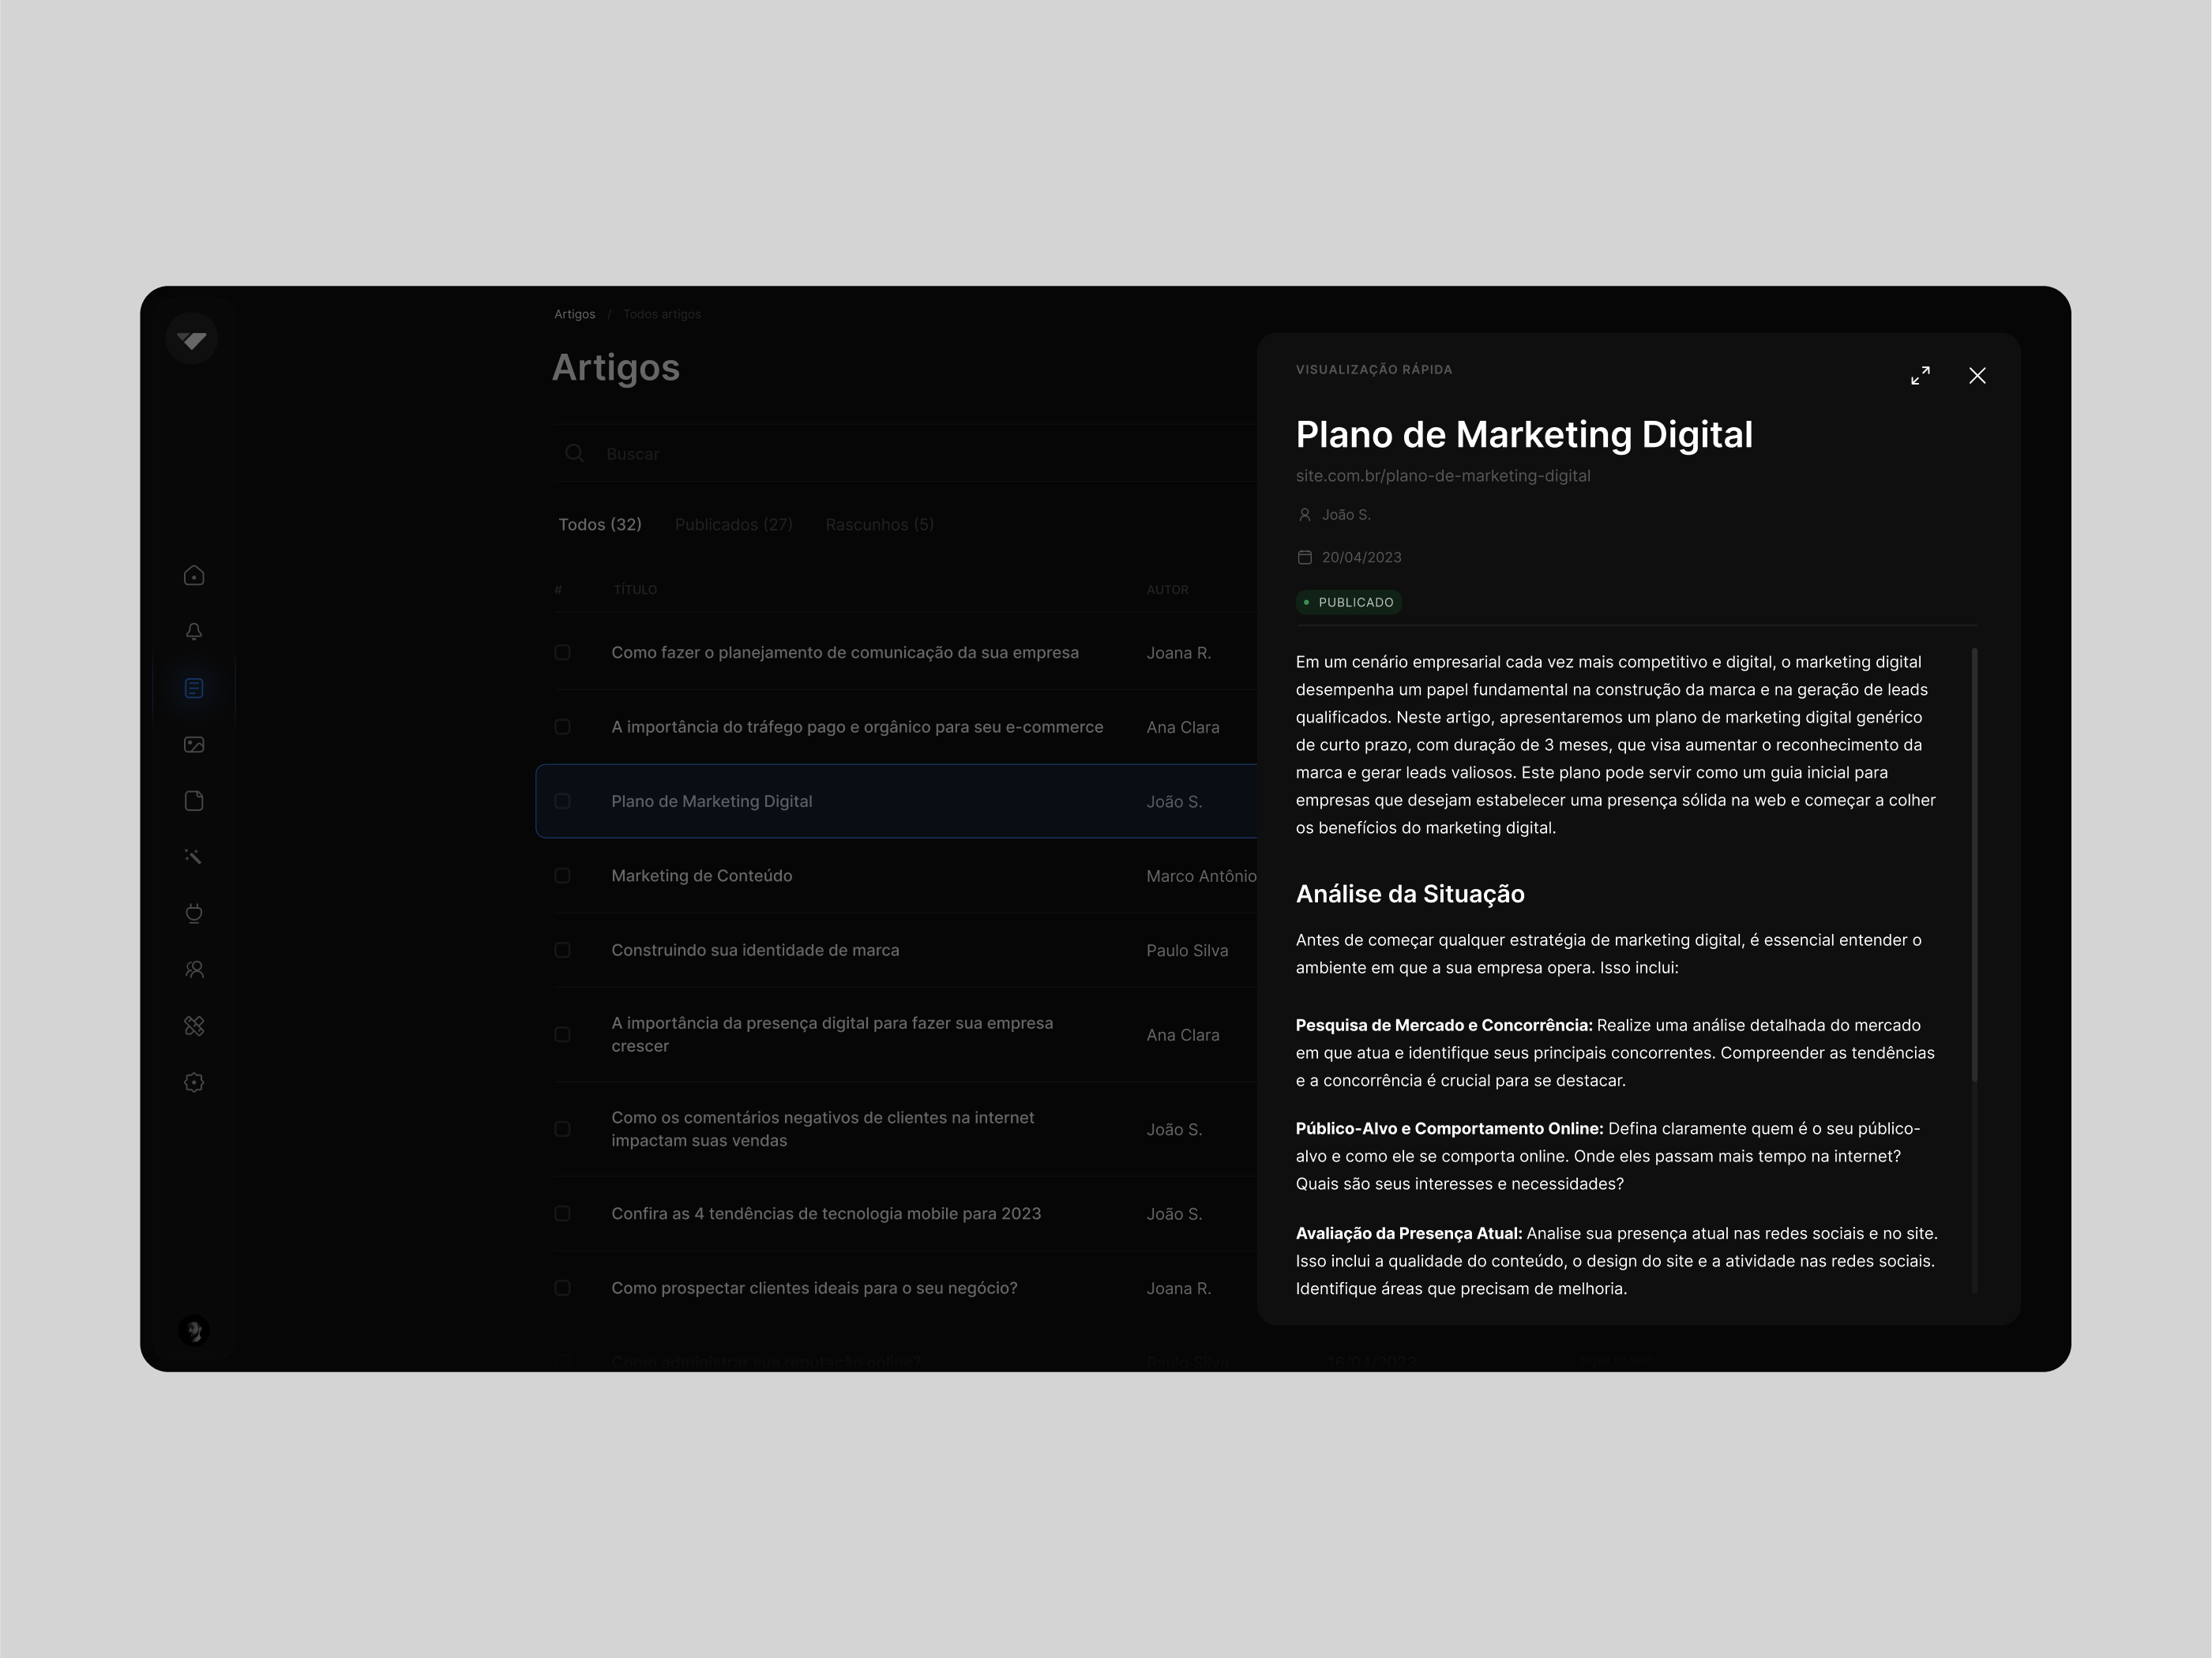 Artigos / Todos artigos
Artigos
Buscar
Todos (32) Publicados (27) Rascunhos (5)
# TÍTULO AUTOR
Como fazer o planejamento de comunicação da sua empresa Joana R.
A importância do tráfego pago e orgânico para seu e-commerce Ana Clara
Plano de Marketing Digital João S.
Marketing de Conteúdo Marco Antônio
Construindo sua identidade de marca Paulo Silva
A importância da presença digital para fazer sua empresa
crescer
Ana Clara
Como os comentários negativos de clientes na internet
impactam suas vendas
João S.
Confira as 4 tendências de tecnologia mobile para 2023 João S.
Como prospectar clientes ideais para o seu negócio? Joana R.
Como administrar sua reputação online? Paulo Silva 16/04/2023
VISUALIZAÇÃO RÁPIDA
Plano de Marketing Digital
site.com.br/plano-de-marketing-digital
João S.
20/04/2023
PUBLICADO
Em um cenário empresarial cada vez mais competitivo e digital, o marketing digital
desempenha um papel fundamental na construção da marca e na geração de leads
qualificados. Neste artigo, apresentaremos um plano de marketing digital genérico
de curto prazo, com duração de 3 meses, que visa aumentar o reconhecimento da
marca e gerar leads valiosos. Este plano pode servir como um guia inicial para
empresas que desejam estabelecer uma presença sólida na web e começar a colher
os benefícios do marketing digital.
Análise da Situação
Antes de começar qualquer estratégia de marketing digital, é essencial entender o
ambiente em que a sua empresa opera. Isso inclui:
Pesquisa de Mercado e Concorrência: Realize uma análise detalhada do mercado
em que atua e identifique seus principais concorrentes. Compreender as tendências
e a concorrência é crucial para se destacar.
Público-Alvo e Comportamento Online: Defina claramente quem é o seu público-
alvo e como ele se comporta online. Onde eles passam mais tempo na internet?
Quais são seus interesses e necessidades?
Avaliação da Presença Atual: Analise sua presença atual nas redes sociais e no site.
Isso inclui a qualidade do conteúdo, o design do site e a atividade nas redes sociais.
Identifique áreas que precisam de melhoria.